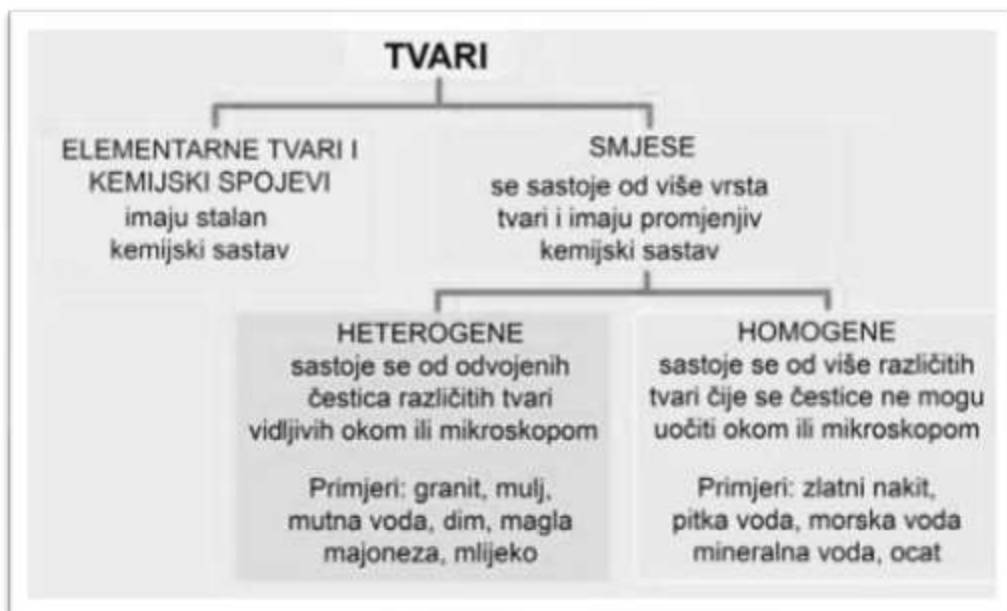 TVARI
ELEMENTARNE TVARI I
KEMIJSKI SPOJEVI
imaju stalan
kemijski sastav
SMJESE
se sastoje od više vrsta
tvari i imaju promjenjiv
kemijski sastav
HETEROGENE
sastoje se od odvojenih
čestica različitih tvari
vidljivih okom ili mikroskopom
Primjeri: granit, mulj,
mutna voda, dim, magla
majoneza, mlijeko
HOMOGENE
sastoje se od više različitih
tvari čije se čestice ne mogu
uočiti okom ili mikroskopom
Primjeri: zlatni nakit,
pitka voda, morska voda
mineralna voda, ocat